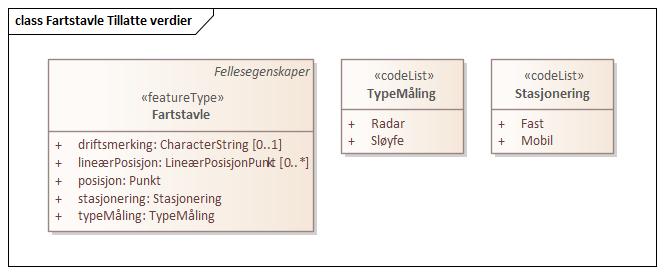 class Fartstavle Tillatte verdier
Fellesegenskaper
«featureType»
Fartstavle
+ driftsmerking: CharacterString [0..1]
+ lineærPosisjon: LineærPosisjonPunkt [0..*]
+ posisjon: Punkt
+ stasjonering: Stasjonering
+ typeMåling: TypeMåling
«codeList»
TypeMåling
+ Radar
+ Sløyfe
«codeList»
Stasjonering
+ Fast
+ Mobil